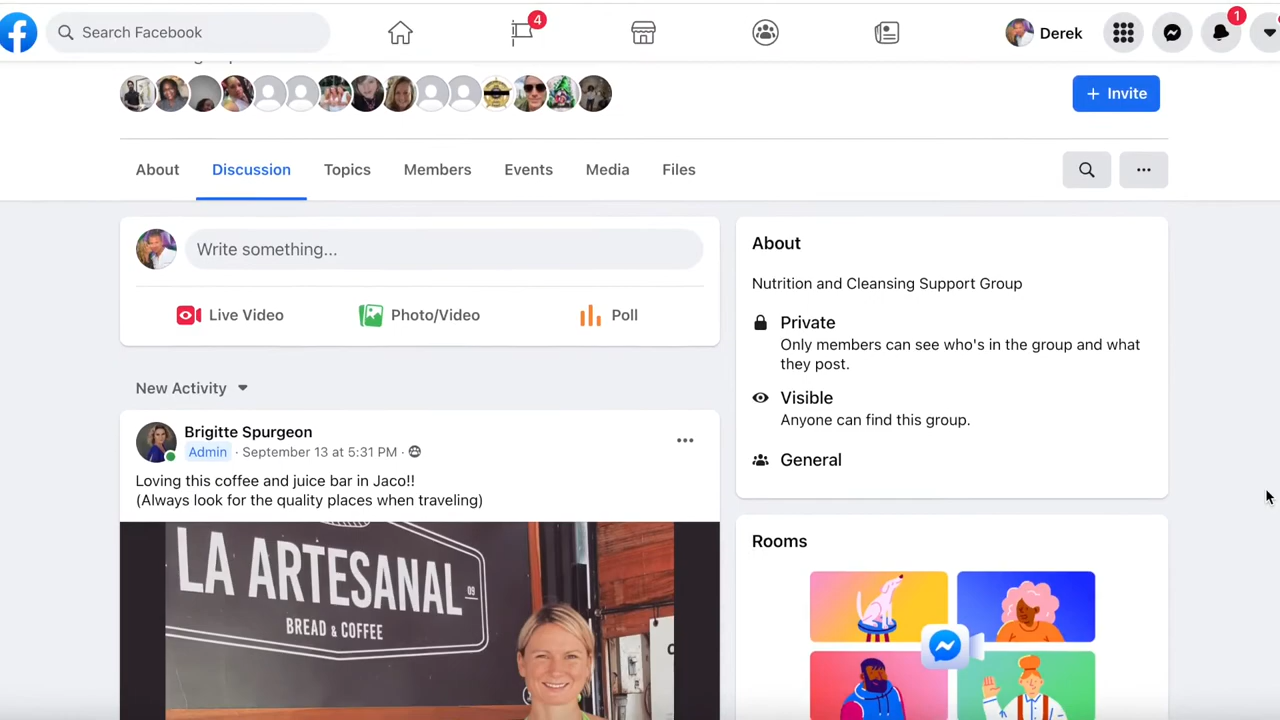 Search Facebook
4
Derek
1
+ Invite
About
Discussion
Topics
Members
Events
Media
Files
Write something...
Live Video
Photo/Video
Poll
New Activity
Brigitte Spurgeon
Admin · September 13 at 5:31 PM ·
Loving this coffee and juice bar in Jaco!!
(Always look for the quality places when traveling)
LA ARTESANAL
09
BREAD & COFFEE
About
Nutrition and Cleansing Support Group
Private
Only members can see who's in the group and what
they post.
Visible
Anyone can find this group.
General
Rooms